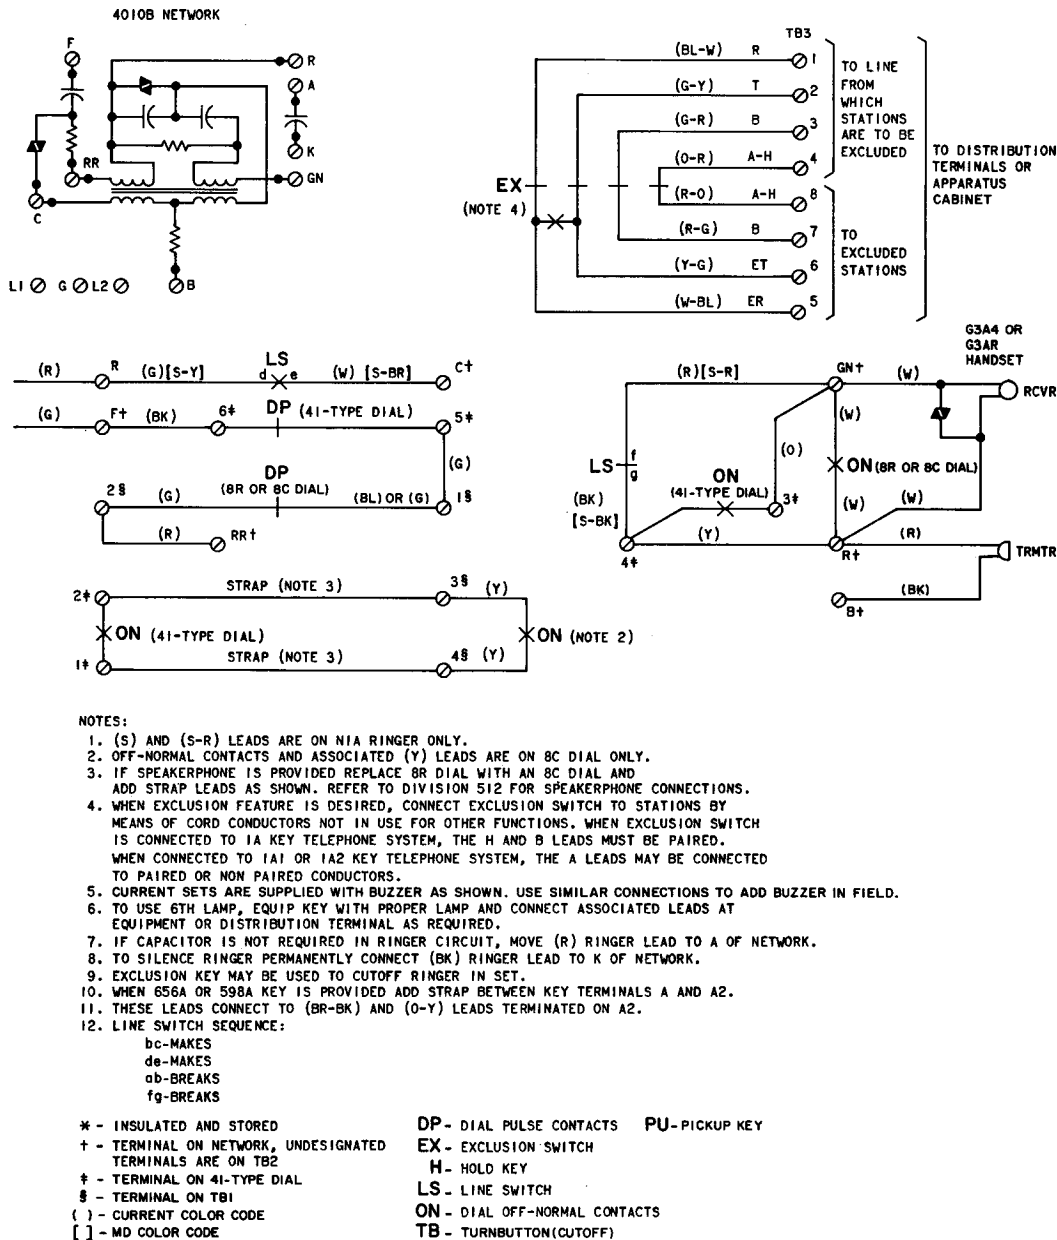 4010B NETWORK
F
R
A
K
RR
GN
C
L1 G L2 B
TB3
(BL-W) R 1
(G-Y) T 2
(G-R) B 3
(O-R) A-H 4
EX
(NOTE 4)
(R-O) A-H 8
(R-G) B 7
(Y-G) ET 6
(W-BL) ER 5
TO LINE
FROM
WHICH
STATIONS
ARE TO BE
EXCLUDED
TO
EXCLUDED
STATIONS
TO DISTRIBUTION
TERMINALS OR
APPARATUS
CABINET
(R) R (G)[S-Y] LS d e (W) [S-BR] C†
(G) F† (BK) 6‡ DP (41-TYPE DIAL) 5‡
(G)
2§ (G) DP (8R OR 8C DIAL) (BL) OR (G) 1§
(R) RR†
2‡ STRAP (NOTE 3) 3§ (Y)
ON (41-TYPE DIAL) ON (NOTE 2)
1‡ STRAP (NOTE 3) 4§ (Y)
G3A4 OR
G3AR
HANDSET
(R)[S-R] GN† (W) RCVR
(W)
(O)
LS f g
ON
(41-TYPE DIAL)
3‡
ON (8R OR 8C DIAL)
(BK)
[S-BK]
(W) (W)
4‡ (Y) R† (R) TRMTR
B† (BK)
NOTES:
1. (S) AND (S-R) LEADS ARE ON N1A RINGER ONLY.
2. OFF-NORMAL CONTACTS AND ASSOCIATED (Y) LEADS ARE ON 8C DIAL ONLY.
3. IF SPEAKERPHONE IS PROVIDED REPLACE 8R DIAL WITH AN 8C DIAL AND
ADD STRAP LEADS AS SHOWN. REFER TO DIVISION 512 FOR SPEAKERPHONE CONNECTIONS.
4. WHEN EXCLUSION FEATURE IS DESIRED, CONNECT EXCLUSION SWITCH TO STATIONS BY
MEANS OF CORD CONDUCTORS NOT IN USE FOR OTHER FUNCTIONS. WHEN EXCLUSION SWITCH
IS CONNECTED TO 1A KEY TELEPHONE SYSTEM, THE H AND B LEADS MUST BE PAIRED.
WHEN CONNECTED TO 1A1 OR 1A2 KEY TELEPHONE SYSTEM, THE A LEADS MAY BE CONNECTED
TO PAIRED OR NON PAIRED CONDUCTORS.
5. CURRENT SETS ARE SUPPLIED WITH BUZZER AS SHOWN. USE SIMILAR CONNECTIONS TO ADD BUZZER IN FIELD.
6. TO USE 6TH LAMP, EQUIP KEY WITH PROPER LAMP AND CONNECT ASSOCIATED LEADS AT
EQUIPMENT OR DISTRIBUTION TERMINAL AS REQUIRED.
7. IF CAPACITOR IS NOT REQUIRED IN RINGER CIRCUIT, MOVE (R) RINGER LEAD TO A OF NETWORK.
8. TO SILENCE RINGER PERMANENTLY CONNECT (BK) RINGER LEAD TO K OF NETWORK.
9. EXCLUSION KEY MAY BE USED TO CUTOFF RINGER IN SET.
10. WHEN 656A OR 598A KEY IS PROVIDED ADD STRAP BETWEEN KEY TERMINALS A AND A2.
11. THESE LEADS CONNECT TO (BR-BK) AND (O-Y) LEADS TERMINATED ON A2.
12. LINE SWITCH SEQUENCE:
bc-MAKES
de-MAKES
ab-BREAKS
fg-BREAKS
* - INSULATED AND STORED
† - TERMINAL ON NETWORK, UNDESIGNATED
TERMINALS ARE ON TB2
‡ - TERMINAL ON 41-TYPE DIAL
§ - TERMINAL ON TB1
( ) - CURRENT COLOR CODE
[ ] - MD COLOR CODE
DP - DIAL PULSE CONTACTS PU-PICKUP KEY
EX - EXCLUSION SWITCH
H - HOLD KEY
LS - LINE SWITCH
ON - DIAL OFF-NORMAL CONTACTS
TB - TURNBUTTON(CUTOFF)